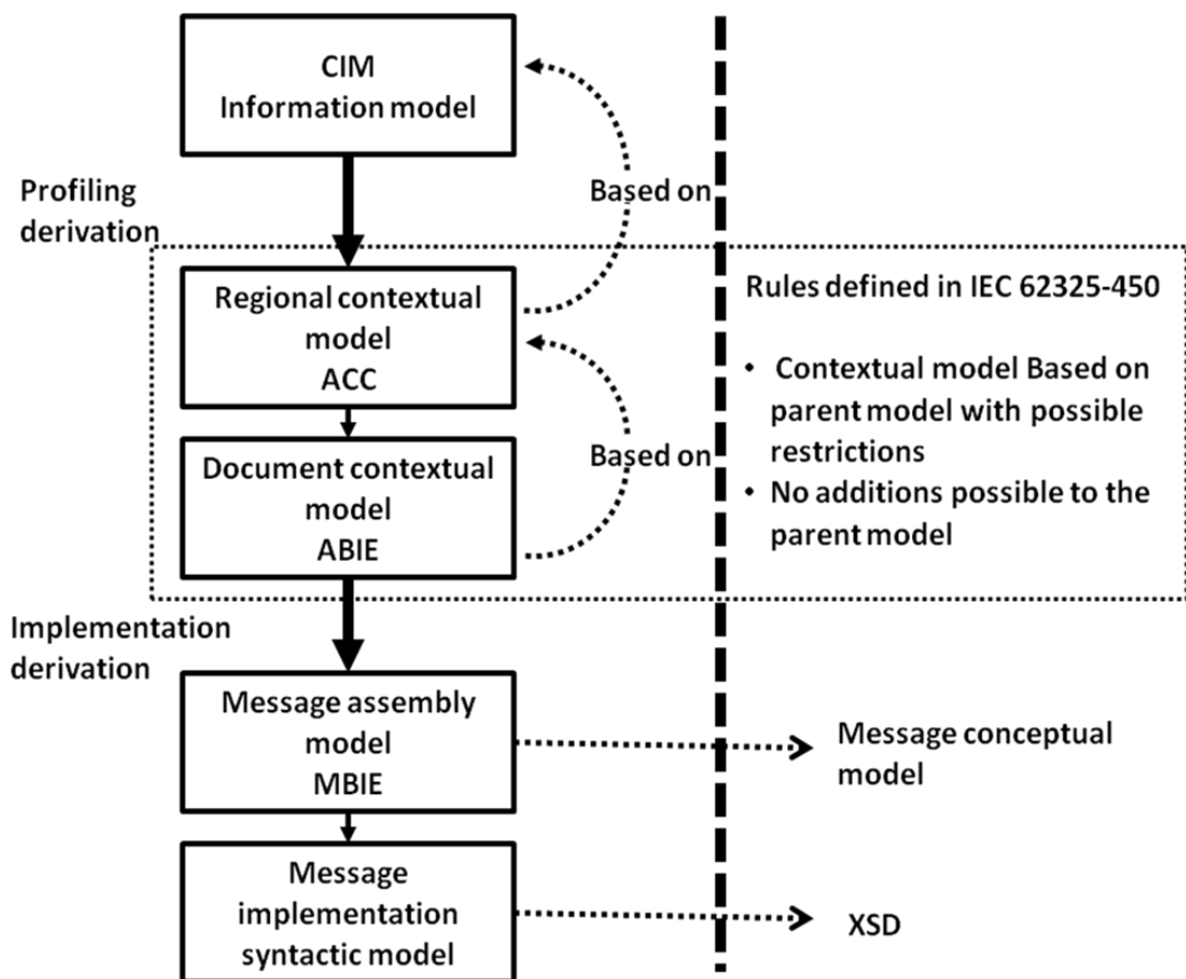 CIM
Information model
Profiling
derivation
Based on
Regional contextual
model
ACC
Rules defined in IEC 62325-450
• Contextual model Based on
parent model with possible
restrictions
• No additions possible to the
parent model
Document contextual
model
ABIE
Based on
Implementation
derivation
Message assembly
model
MBIE
Message conceptual
model
Message
implementation
syntactic model
XSD